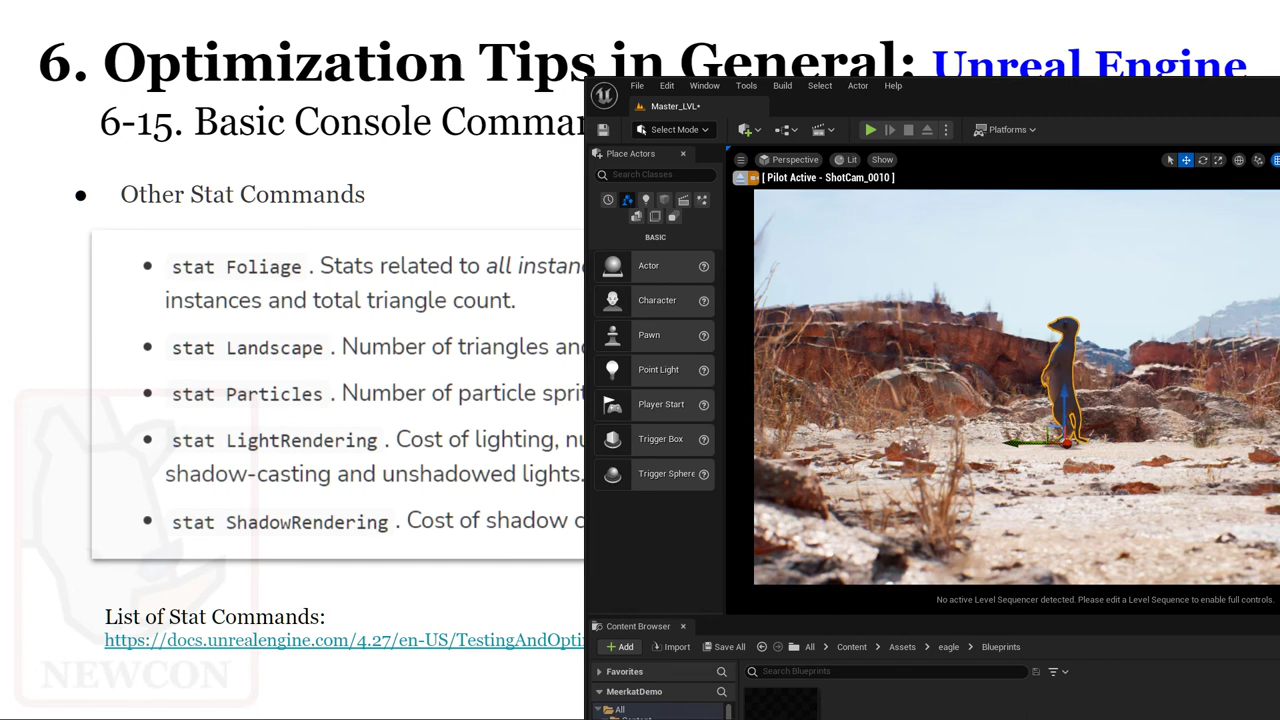 6. Optimization Tips in General: Unreal Engine
6-15. Basic Console Comma
● Other Stat Commands
● stat Foliage . Stats related to all instan
instances and total triangle count.
● stat Landscape . Number of triangles an
● stat Particles . Number of particle sprit
● stat LightRendering . Cost of lighting, nu
shadow-casting and unshadowed lights.
● stat ShadowRendering . Cost of shadow c
List of Stat Commands:
https://docs.unrealengine.com/4.27/en-US/TestingAndOpti
NEWCON
File Edit Window Tools Build Select Actor Help
Master_LVL*
Select Mode Platforms
Place Actors
Search Classes
BASIC
Actor
Character
Pawn
Point Light
Player Start
Trigger Box
Trigger Sphere
Perspective Lit Show
[ Pilot Active - ShotCam_0010 ]
No active Level Sequencer detected. Please edit a Level Sequence to enable full controls.
Content Browser
Add Import Save All All Content Assets eagle Blueprints
Favorites Search Blueprints
MeerkatDemo
All